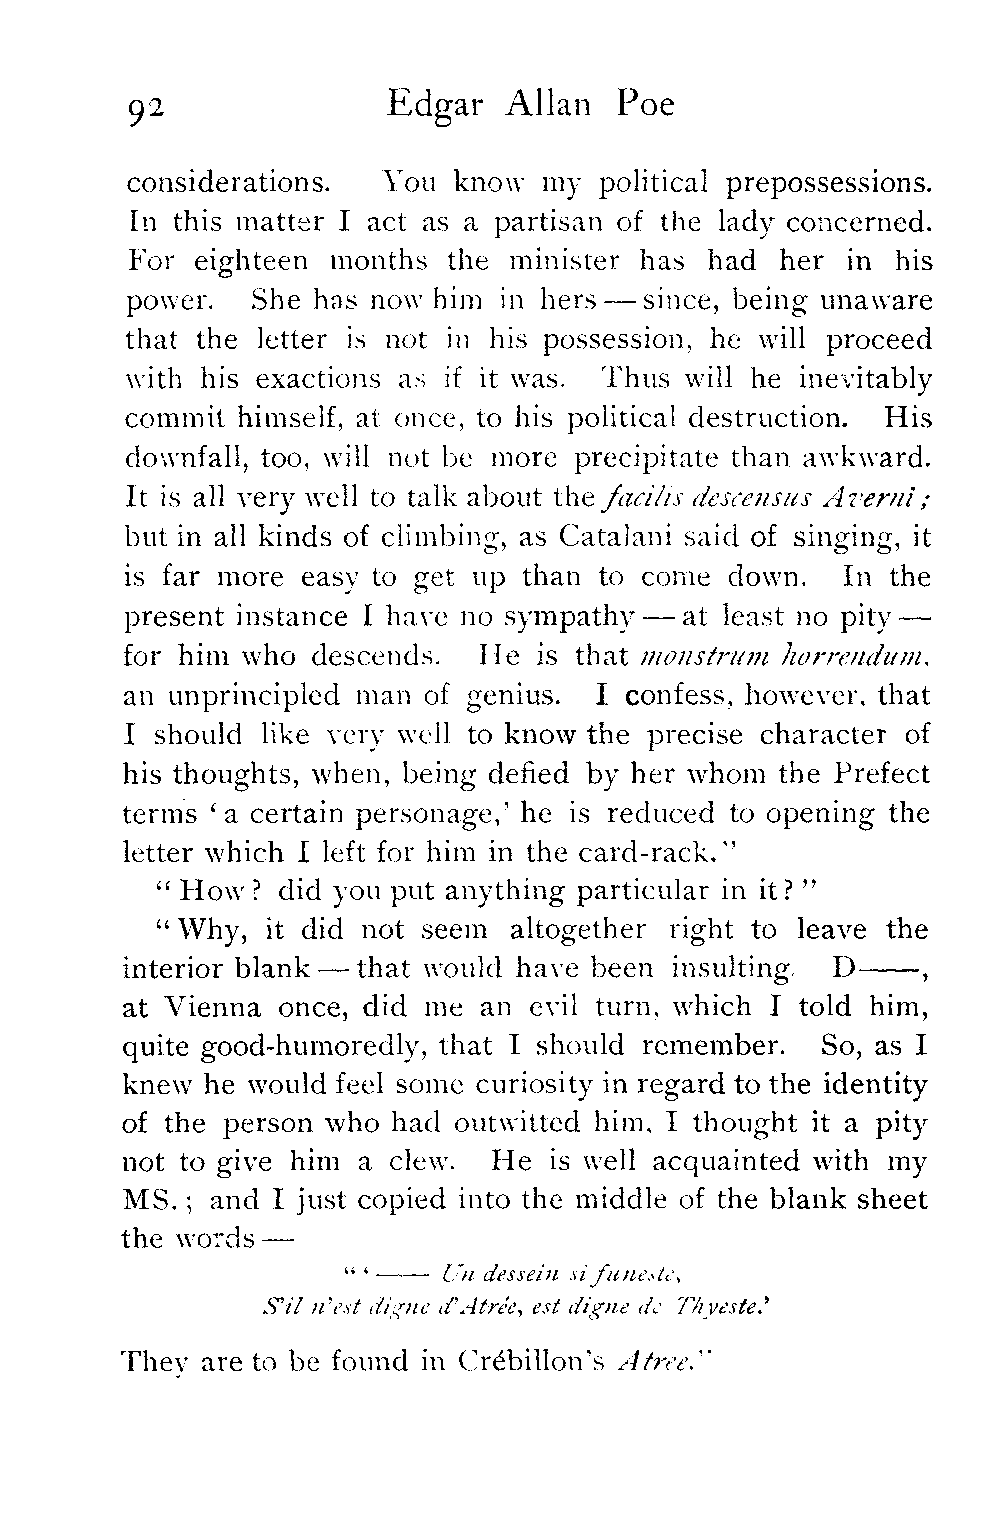 92 Edgar Allan Poe
considerations. You know my political prepossessions.
In this matter I act as a partisan of the lady concerned.
For eighteen months the minister has had her in his
power. She has now him in hers — since, being unaware
that the letter is not in his possession, he will proceed
with his exactions as if it was. Thus will he inevitably
commit himself, at once, to his political destruction. His
downfall, too, will not be more precipitate than awkward.
It is all very well to talk about the facilis descensus Averni;
but in all kinds of climbing, as Catalani said of singing, it
is far more easy to get up than to come down. In the
present instance I have no sympathy — at least no pity —
for him who descends. He is that monstrum horrendum,
an unprincipled man of genius. I confess, however, that
I should like very well to know the precise character of
his thoughts, when, being defied by her whom the Prefect
terms ‘a certain personage,’ he is reduced to opening the
letter which I left for him in the card-rack.”
“How? did you put anything particular in it?”
“Why, it did not seem altogether right to leave the
interior blank — that would have been insulting. D——,
at Vienna once, did me an evil turn, which I told him,
quite good-humoredly, that I should remember. So, as I
knew he would feel some curiosity in regard to the identity
of the person who had outwitted him, I thought it a pity
not to give him a clew. He is well acquainted with my
MS.; and I just copied into the middle of the blank sheet
the words —
“‘—— Un dessein si funeste,
S’il n’est digne d’Atrée, est digne de Thyeste.’
They are to be found in Crébillon’s Atrée.”